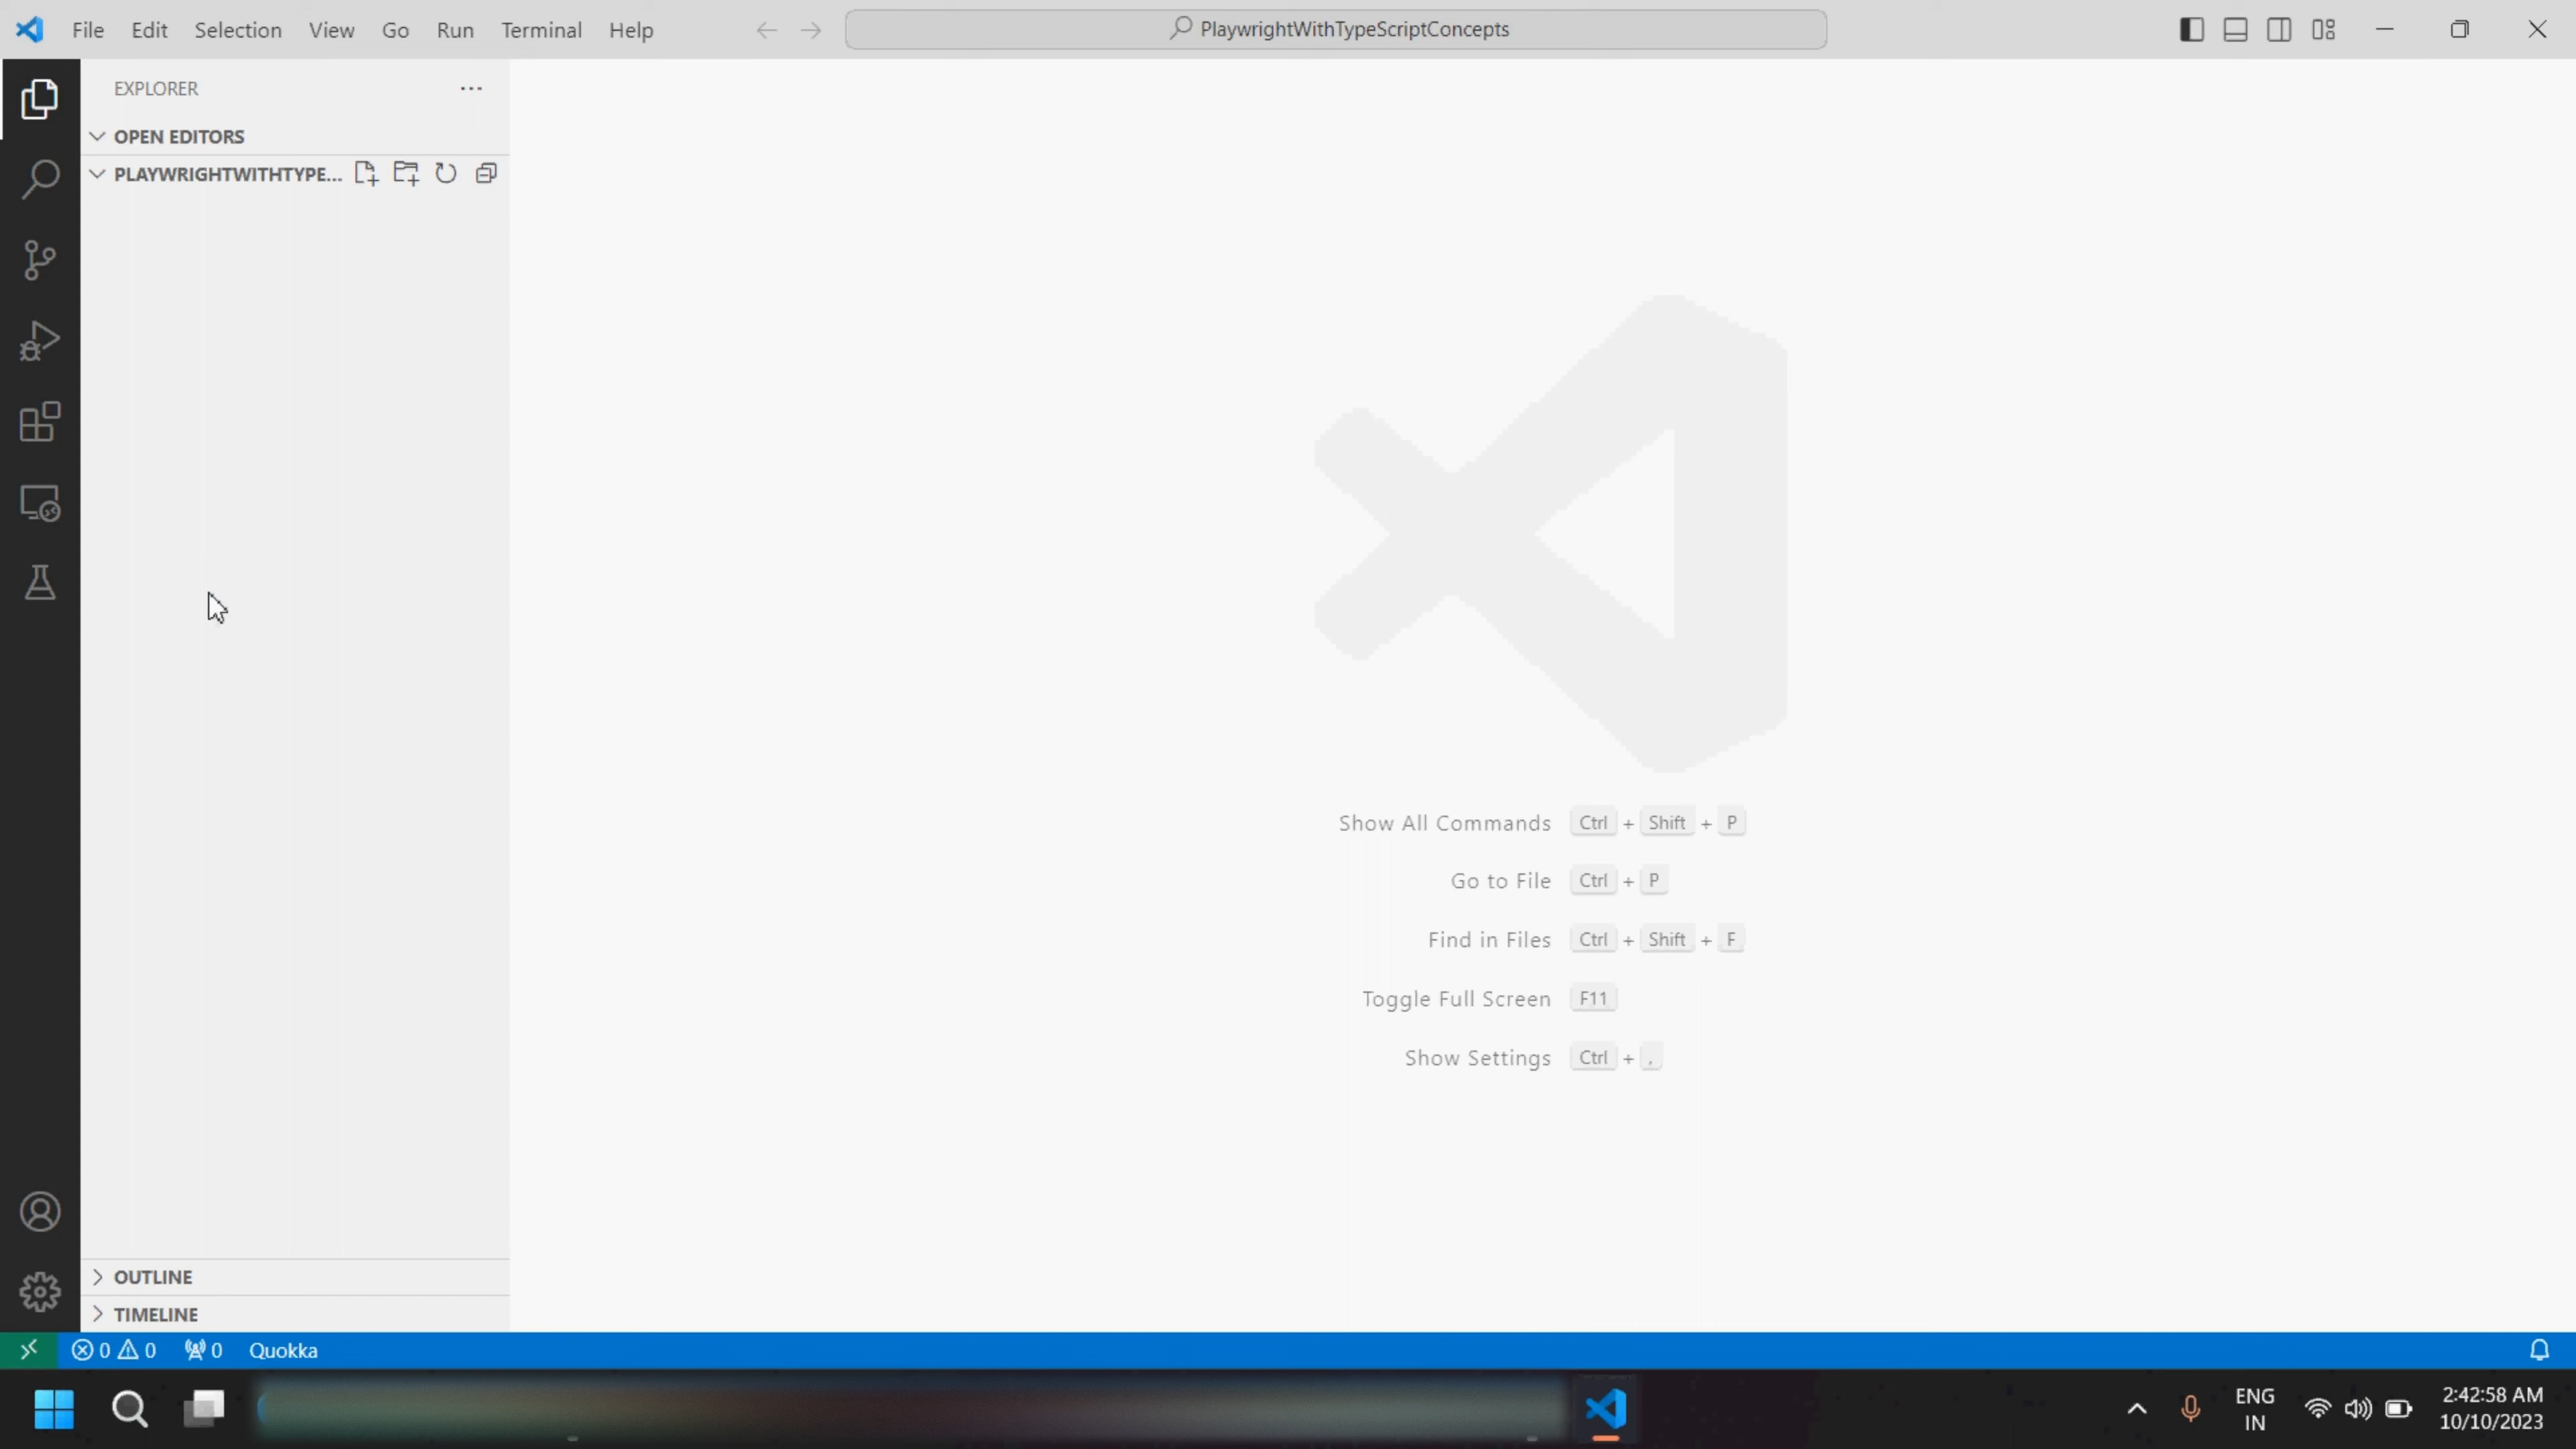 File Edit Selection View Go Run Terminal Help
PlaywrightWithTypeScriptConcepts
EXPLORER
OPEN EDITORS
PLAYWRIGHTWITHTYPE...
Show All Commands Ctrl + Shift + P
Go to File Ctrl + P
Find in Files Ctrl + Shift + F
Toggle Full Screen F11
Show Settings Ctrl + ,
OUTLINE
TIMELINE
0 0 0 Quokka
ENG
IN
2:42:58 AM
10/10/2023